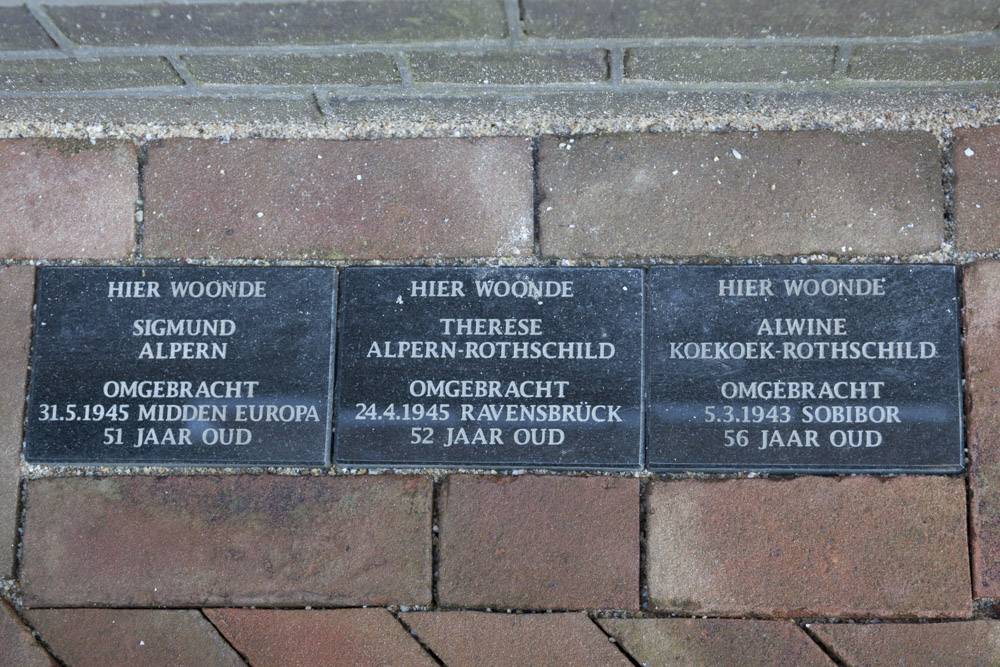 HIER WOONDE
SIGMUND
ALPERN
OMGEBRACHT
31.5.1945 MIDDEN EUROPA
51 JAAR OUD
HIER WOONDE
THERESE
ALPERN-ROTHSCHILD
OMGEBRACHT
24.4.1945 RAVENSBRÜCK
52 JAAR OUD
HIER WOONDE
ALWINE
KOEKOEK-ROTHSCHILD
OMGEBRACHT
5.3.1943 SOBIBOR
56 JAAR OUD